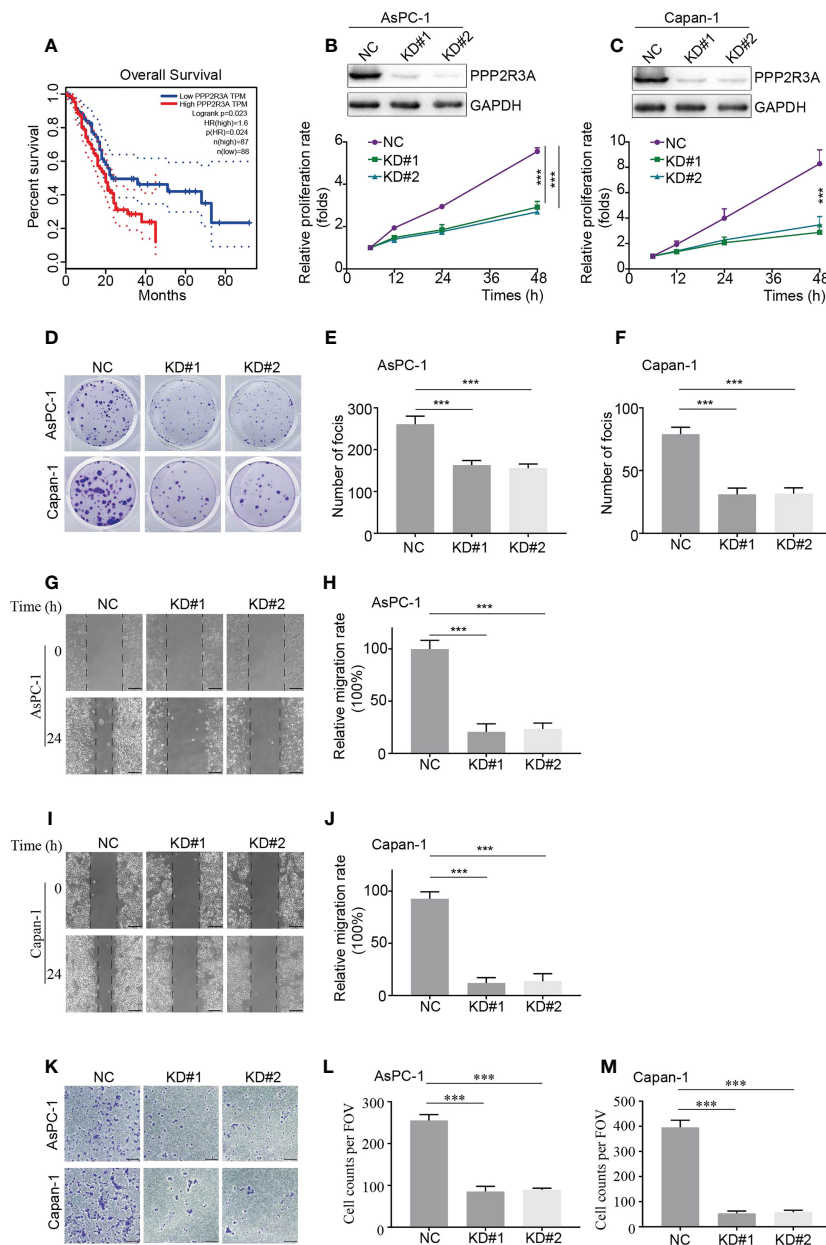 A
Overall Survival
Low PPP2R3A TPM
High PPP2R3A TPM
Logrank p=0.023
HR(high)=1.6
p(HR)=0.024
n(high)=87
n(low)=88
Percent survival
1.0
0.8
0.6
0.4
0.2
0.0
0 20 40 60 80
Months
B
AsPC-1
NC KD#1 KD#2
PPP2R3A
GAPDH
Relative proliferation rate
(folds)
6
4
2
0
NC
KD#1
KD#2
***
***
0 12 24 36 48
Times (h)
C
Capan-1
NC KD#1 KD#2
PPP2R3A
GAPDH
Relative proliferation rate
(folds)
10
8
6
4
2
0
NC
KD#1
KD#2
***
0 12 24 36 48
Times (h)
D
NC KD#1 KD#2
AsPC-1
Capan-1
E
AsPC-1
***
***
Number of focis
300
200
100
0
NC KD#1 KD#2
F
Capan-1
***
***
Number of focis
100
50
0
NC KD#1 KD#2
G
Time (h) NC KD#1 KD#2
0
AsPC-1
24
H
AsPC-1
***
***
Relative migration rate
(100%)
100
50
0
NC KD#1 KD#2
I
Time (h) NC KD#1 KD#2
0
Capan-1
24
J
Capan-1
***
***
Relative migration rate
(100%)
100
50
0
NC KD#1 KD#2
K
NC KD#1 KD#2
AsPC-1
Capan-1
L
AsPC-1
***
***
Cell counts per FOV
300
200
100
0
NC KD#1 KD#2
M
Capan-1
***
***
Cell counts per FOV
500
400
300
200
100
0
NC KD#1 KD#2